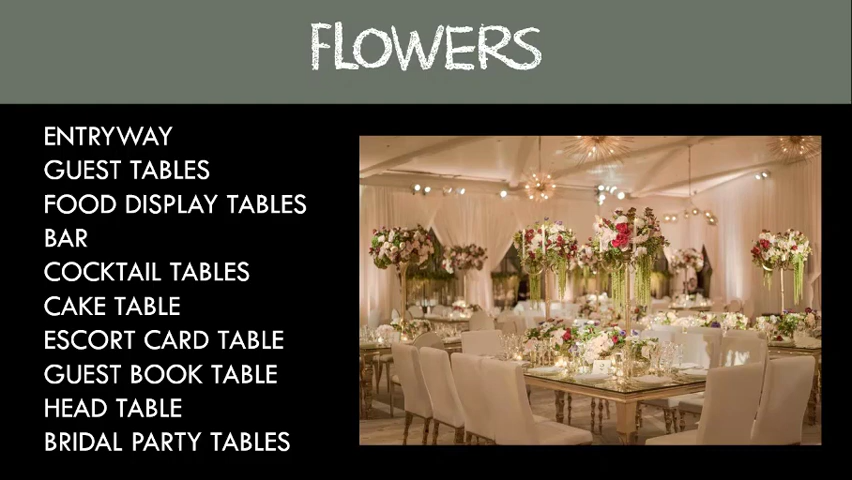 FLOWERS
ENTRYWAY
GUEST TABLES
FOOD DISPLAY TABLES
BAR
COCKTAIL TABLES
CAKE TABLE
ESCORT CARD TABLE
GUEST BOOK TABLE
HEAD TABLE
BRIDAL PARTY TABLES